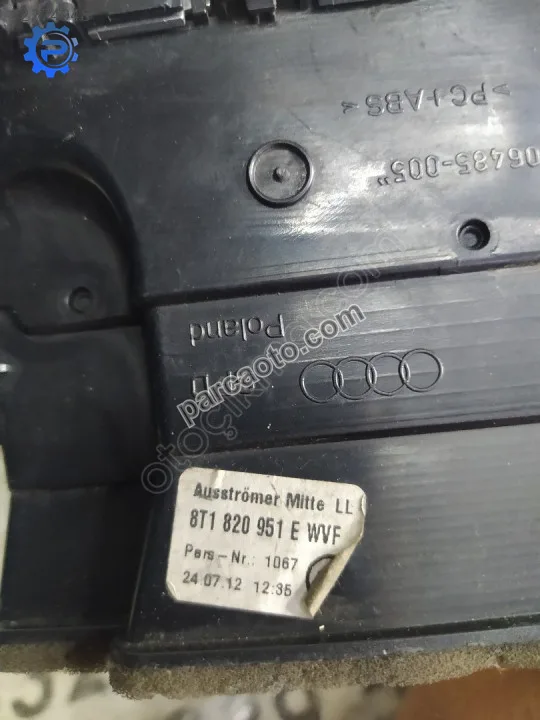 >PC+ABS<
06485-005"
Poland
parcaoto.com
Ausströmer Mitte LL
8T1 820 951 E WVF
Pers-Nr.: 1067
24.07.12 12:35